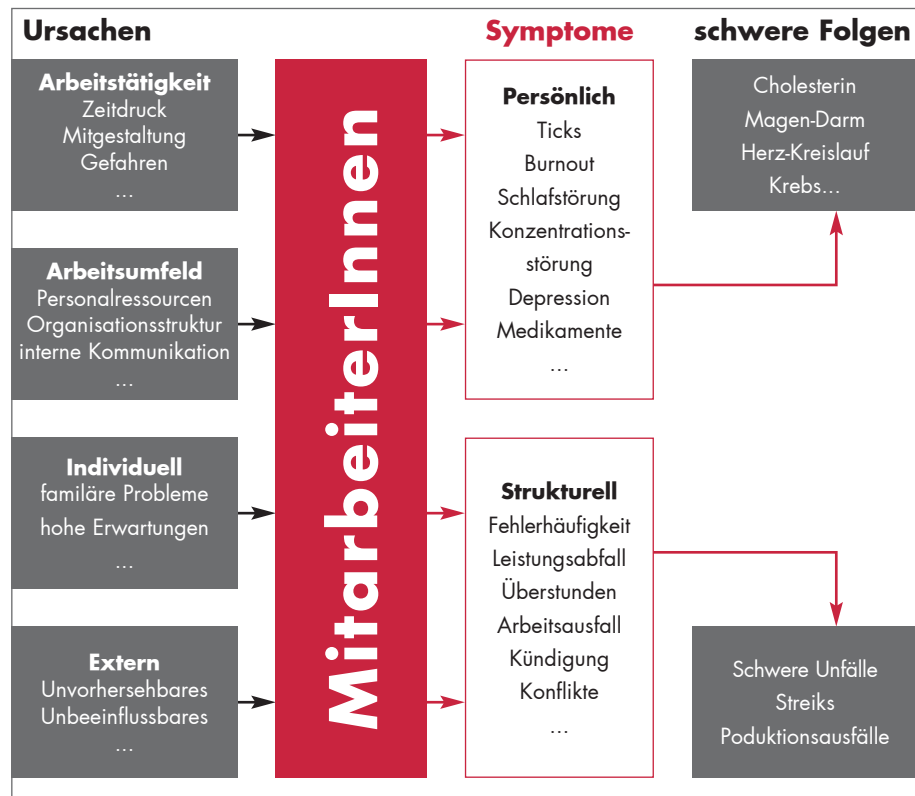 Ursachen
Arbeitstätigkeit
Zeitdruck
Mitgestaltung
Gefahren
...
Arbeitsumfeld
Personalressourcen
Organisationsstruktur
interne Kommunikation
...
Individuell
familäre Probleme
hohe Erwartungen
...
Extern
Unvorhersehbares
Unbeeinflussbares
...
MitarbeiterInnen
Symptome
Persönlich
Ticks
Burnout
Schlafstörung
Konzentrations-
störung
Depression
Medikamente
...
Strukturell
Fehlerhäufigkeit
Leistungsabfall
Überstunden
Arbeitsausfall
Kündigung
Konflikte
...
schwere Folgen
Cholesterin
Magen-Darm
Herz-Kreislauf
Krebs...
Schwere Unfälle
Streiks
Poduktionsausfälle